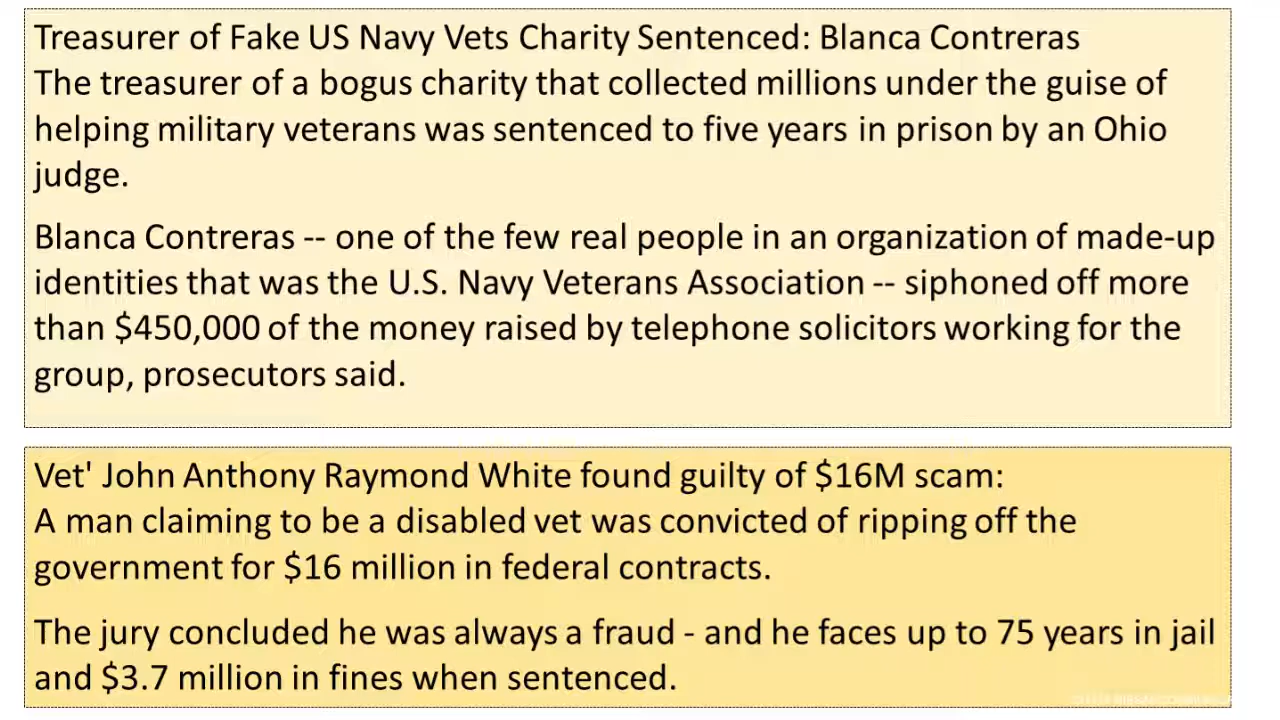 Treasurer of Fake US Navy Vets Charity Sentenced: Blanca Contreras
The treasurer of a bogus charity that collected millions under the guise of
helping military veterans was sentenced to five years in prison by an Ohio
judge.
Blanca Contreras -- one of the few real people in an organization of made-up
identities that was the U.S. Navy Veterans Association -- siphoned off more
than $450,000 of the money raised by telephone solicitors working for the
group, prosecutors said.
Vet' John Anthony Raymond White found guilty of $16M scam:
A man claiming to be a disabled vet was convicted of ripping off the
government for $16 million in federal contracts.
The jury concluded he was always a fraud - and he faces up to 75 years in jail
and $3.7 million in fines when sentenced.